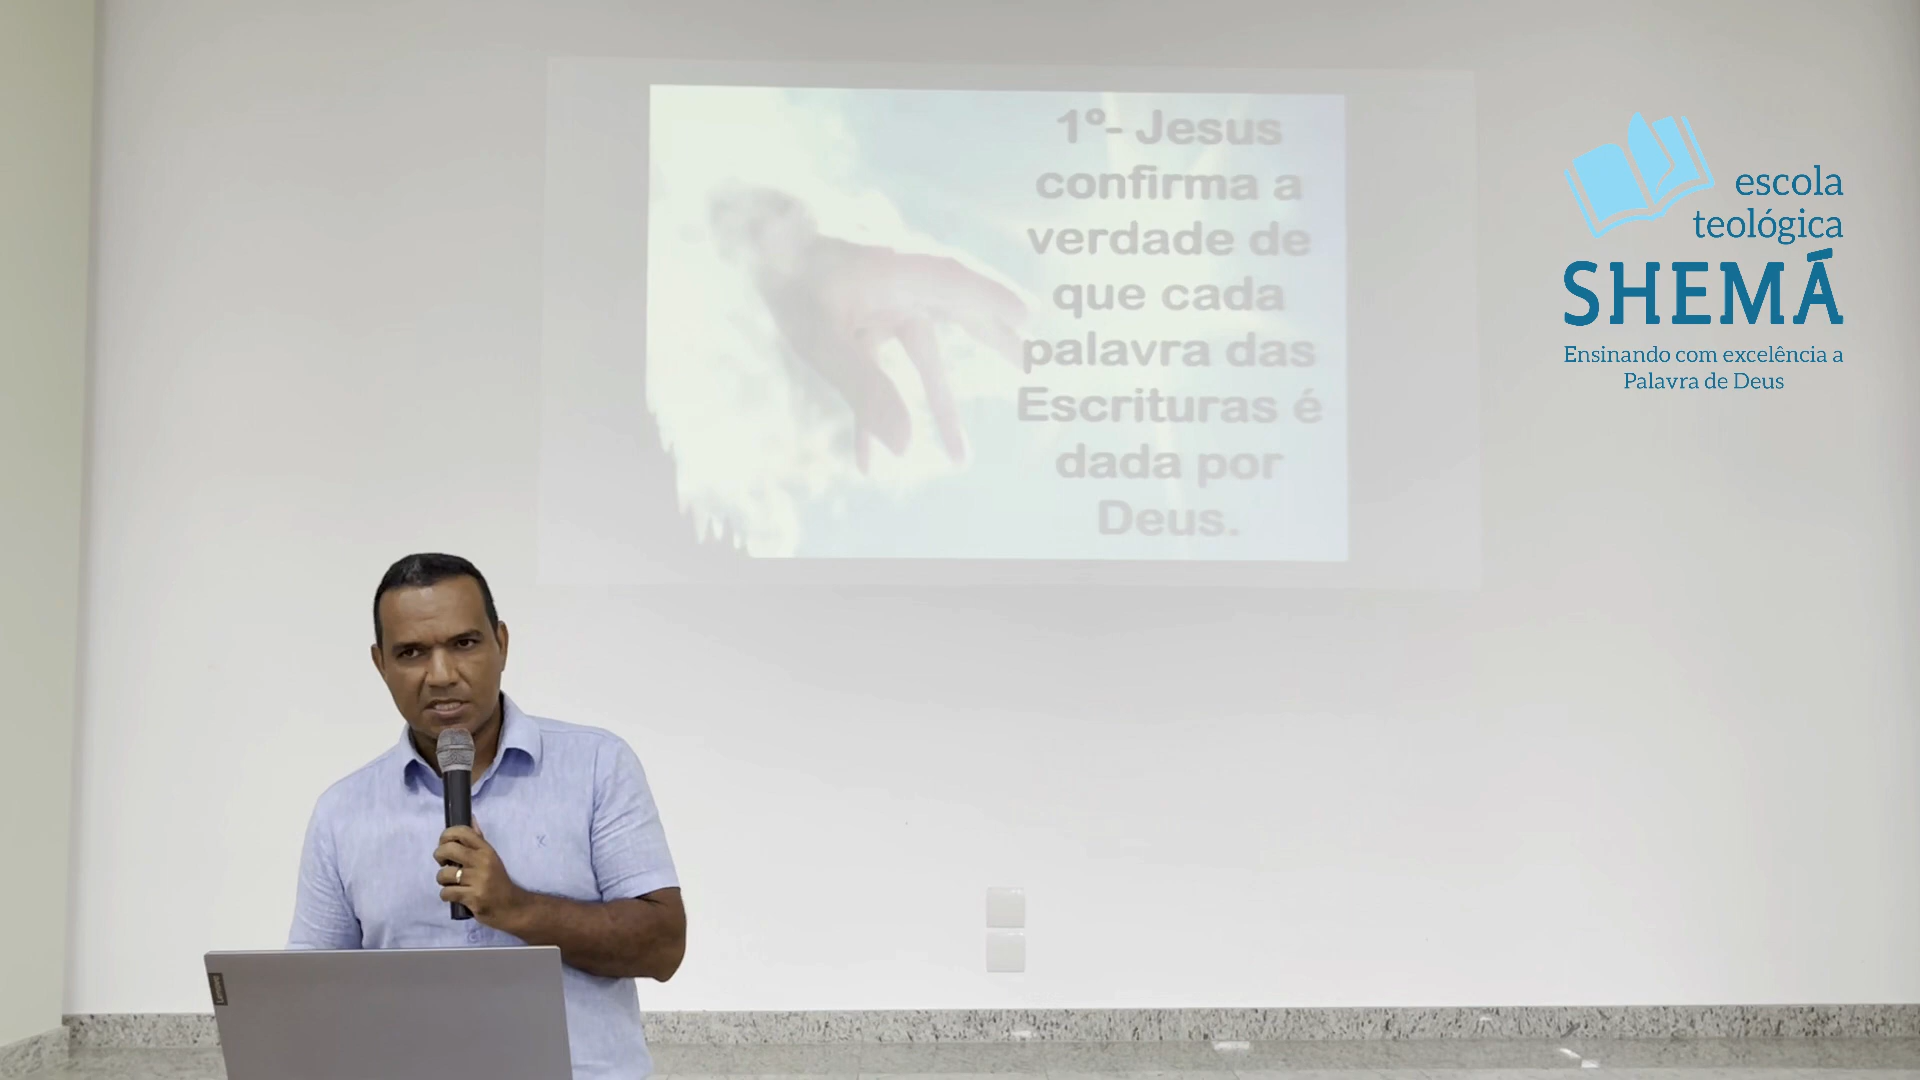 1º- Jesus
confirma a
verdade de
que cada
palavra das
Escrituras é
dada por
Deus.
escola
teológica
SHEMÁ
Ensinando com excelência a
Palavra de Deus
Lenovo